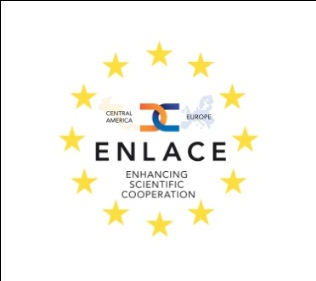 CENTRAL
AMERICA
EUROPE
ENLACE
ENHANCING
SCIENTIFIC
COOPERATION